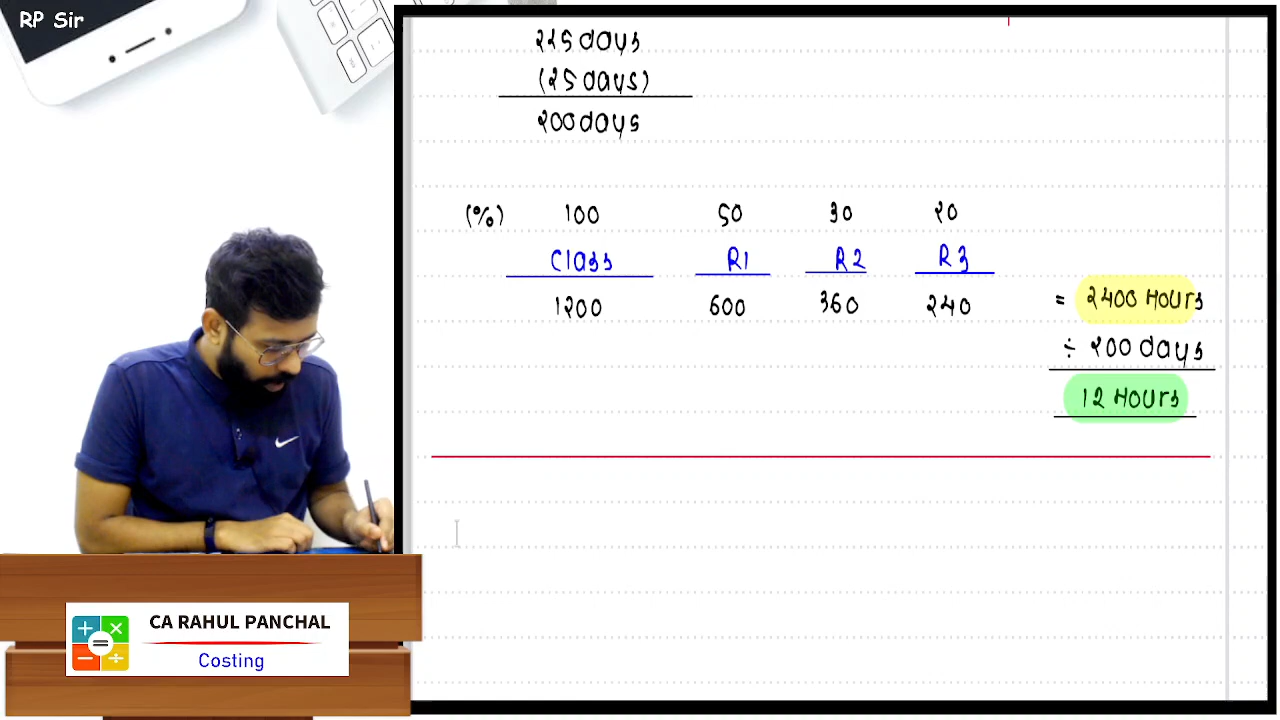 RP Sir
225 days
(25 days)
200 days
(%) 100 50 30 20
Class R1 R2 R3
1200 600 360 240 = 2400 Hours
÷ 200 days
12 Hours
CA RAHUL PANCHAL
Costing